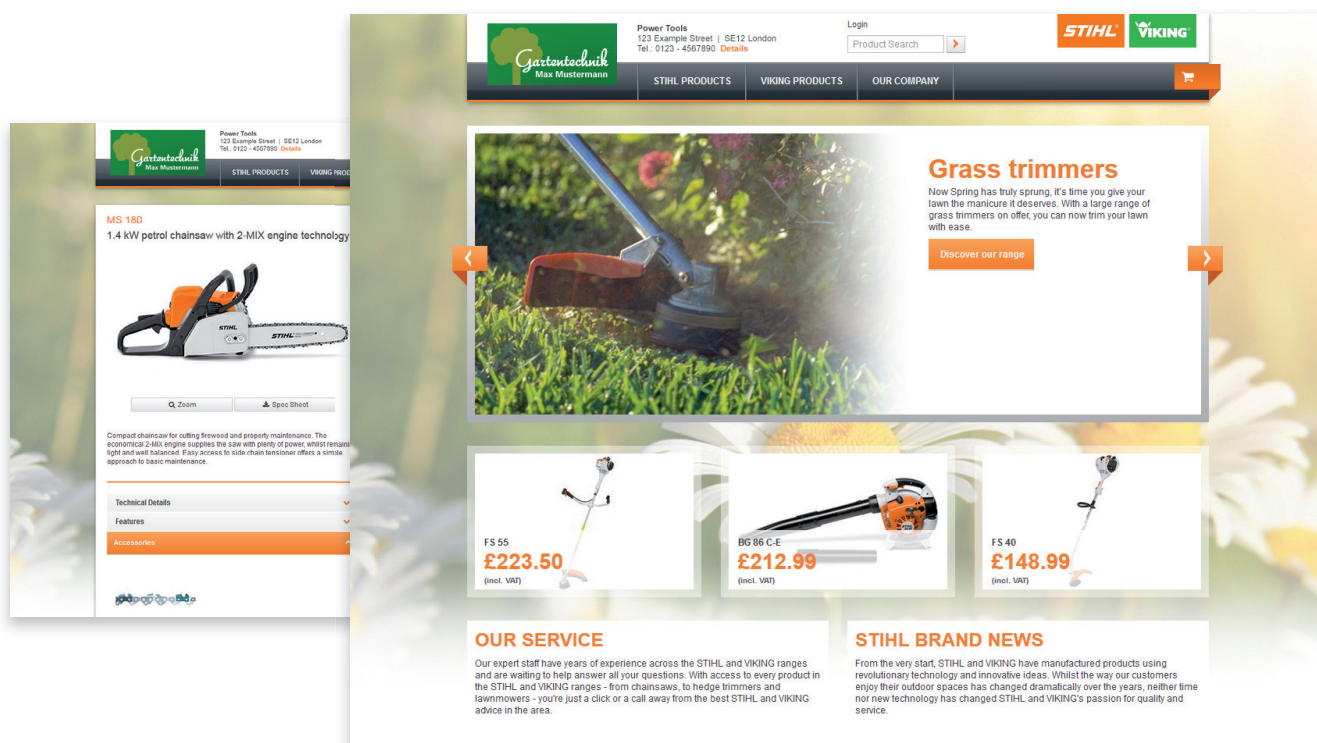 Gartentechnik
Max Mustermann
Power Tools
123 Example Street | SE12 London
Tel.: 0123 - 4567890 Details
STIHL PRODUCTS
VIKING PROD
MS 180
1.4 kW petrol chainsaw with 2-MIX engine technology
STIHL
STIHL
Zoom
Spec Sheet
Compact chainsaw for cutting firewood and property maintenance. The
economical 2-MIX engine supplies the saw with plenty of power, whilst remaini
light and well balanced. Easy access to side chain tensioner offers a simple
approach to basic maintenance.
Technical Details
Features
Accessories
Gartentechnik
Max Mustermann
Power Tools
123 Example Street | SE12 London
Tel.: 0123 - 4567890 Details
Login
Product Search
STIHL
VIKING
STIHL PRODUCTS
VIKING PRODUCTS
OUR COMPANY
Grass trimmers
Now Spring has truly sprung, it's time you give your
lawn the manicure it deserves. With a large range of
grass trimmers on offer, you can now trim your lawn
with ease.
Discover our range
FS 55
£223.50
(incl. VAT)
BG 86 C-E
£212.99
(incl. VAT)
FS 40
£148.99
(incl. VAT)
OUR SERVICE
Our expert staff have years of experience across the STIHL and VIKING ranges
and are waiting to help answer all your questions. With access to every product in
the STIHL and VIKING ranges - from chainsaws, to hedge trimmers and
lawnmowers - you're just a click or a call away from the best STIHL and VIKING
advice in the area.
STIHL BRAND NEWS
From the very start, STIHL and VIKING have manufactured products using
revolutionary technology and innovative ideas. Whilst the way our customers
enjoy their outdoor spaces has changed dramatically over the years, neither time
nor new technology has changed STIHL and VIKING's passion for quality and
service.